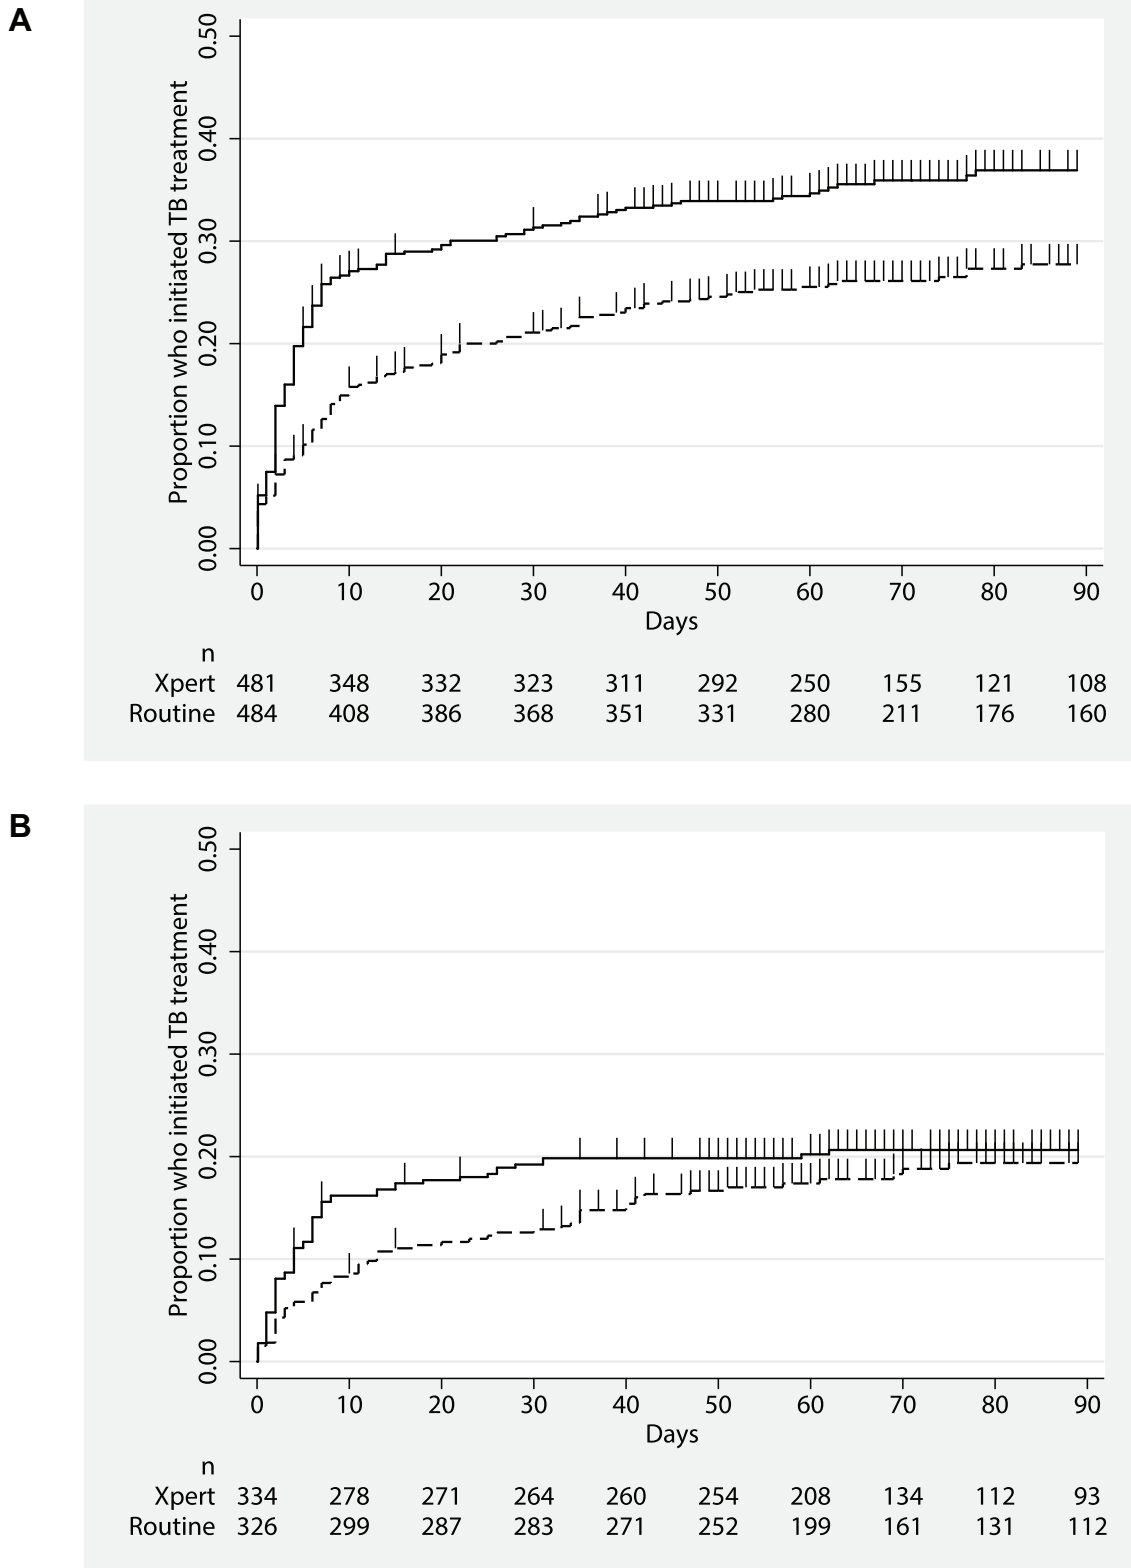 A
Proportion who initiated TB treatment
0.50
0.40
0.30
0.20
0.10
0.00
0 10 20 30 40 50 60 70 80 90
Days
n
Xpert 481 348 332 323 311 292 250 155 121 108
Routine 484 408 386 368 351 331 280 211 176 160
B
Proportion who initiated TB treatment
0.50
0.40
0.30
0.20
0.10
0.00
0 10 20 30 40 50 60 70 80 90
Days
n
Xpert 334 278 271 264 260 254 208 134 112 93
Routine 326 299 287 283 271 252 199 161 131 112